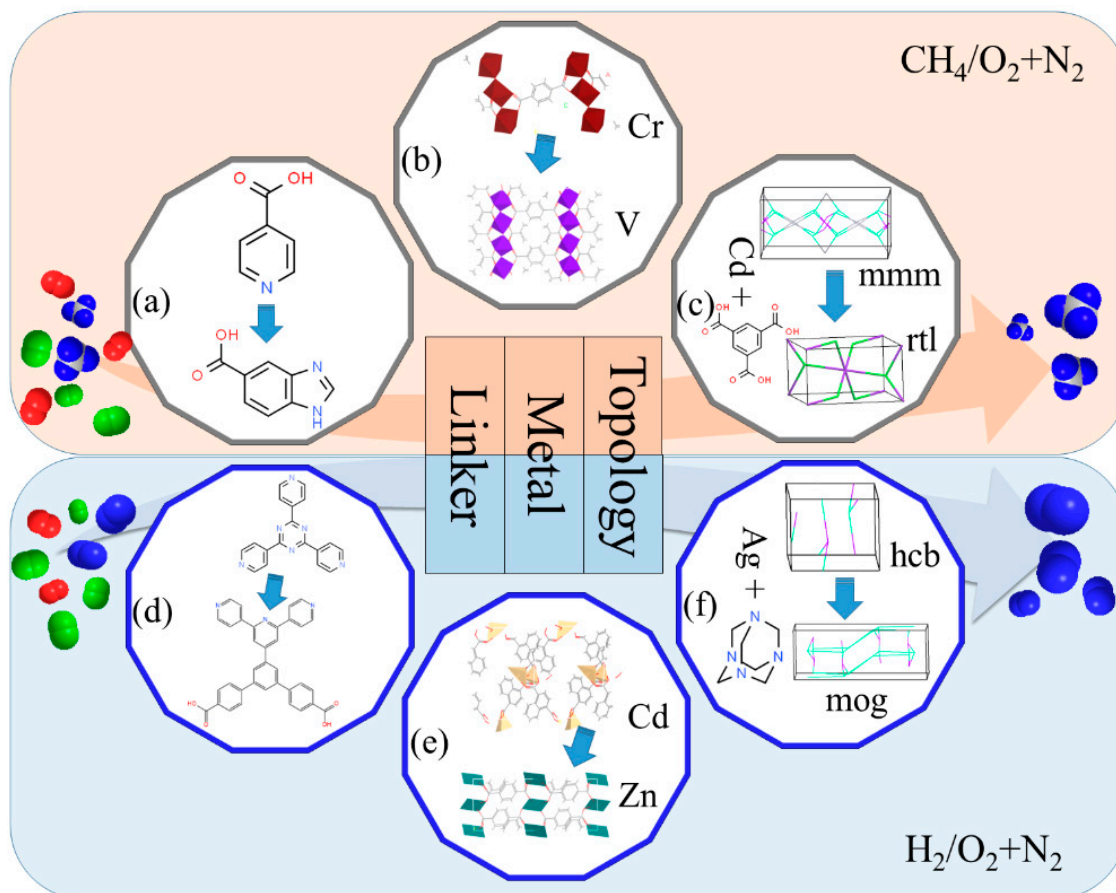 CH₄/O₂+N₂
(b)
Cr
V
(a)
O
OH
N
OH
O
N
N
H
(c)
Cd +
mmm
rtl
OH
O
O
OH
O
OH
Linker
Metal
Topology
(d)
N
N
N
N
N
N
N
N
N
HO
O
O
OH
(e)
Cd
Zn
(f)
Ag +
hcb
mog
N
N
N
N
H₂/O₂+N₂